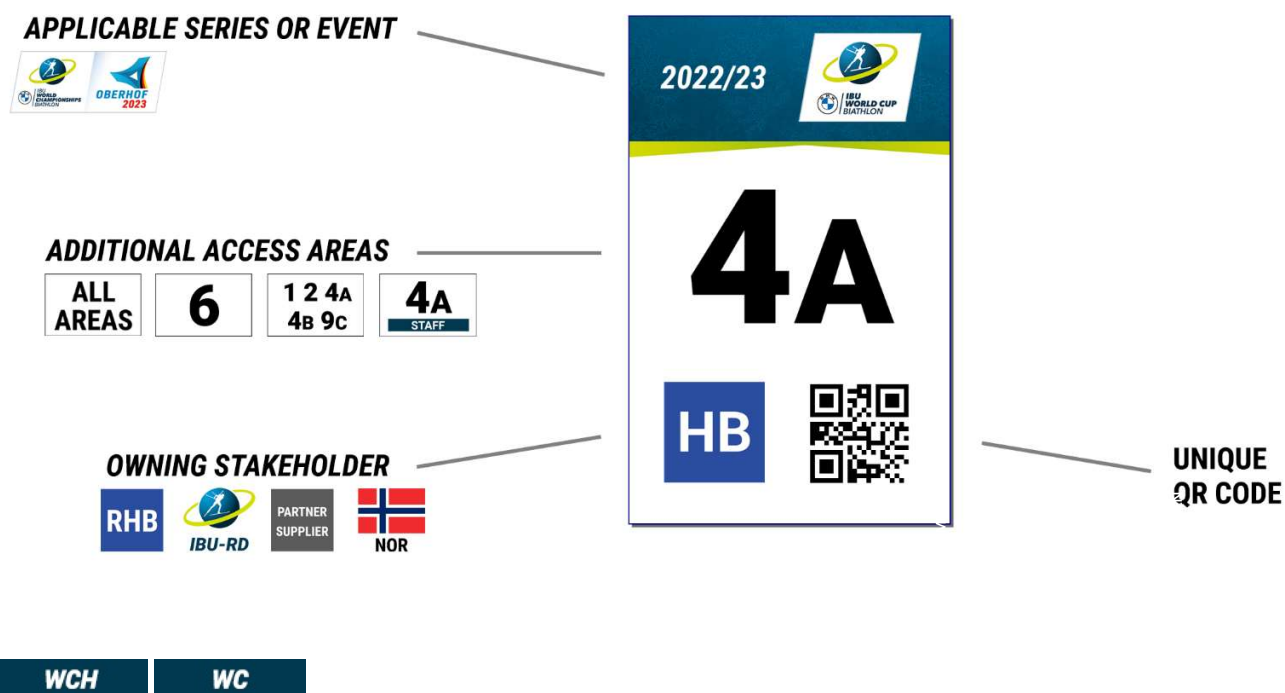 APPLICABLE SERIES OR EVENT
IBU
WORLD
CHAMPIONSHIPS
BIATHLON
OBERHOF
2023
2022/23
IBU
WORLD CUP
BIATHLON
4A
ADDITIONAL ACCESS AREAS
ALL
AREAS
6
1 2 4A
4B 9C
4A
STAFF
HB
OWNING STAKEHOLDER
RHB
IBU-RD
PARTNER
SUPPLIER
NOR
UNIQUE
QR CODE
WCH
WC